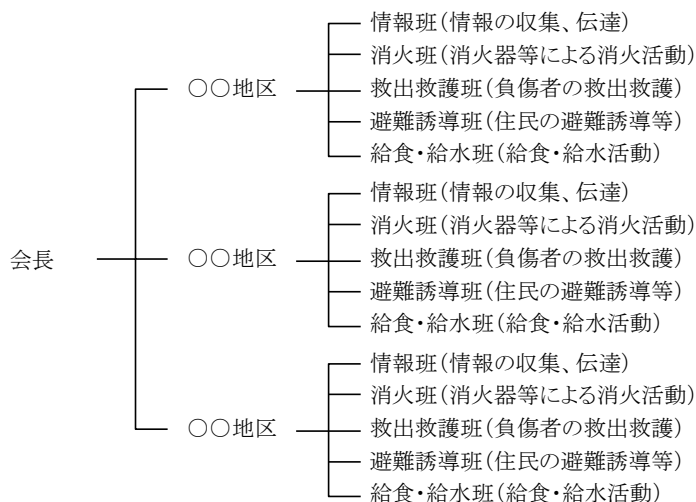 情報班（情報の収集、伝達）
消火班（消火器等による消火活動）
〇〇地区
救出救護班（負傷者の救出救護）
避難誘導班（住民の避難誘導等）
給食・給水班（給食・給水活動）
情報班（情報の収集、伝達）
消火班（消火器等による消火活動）
会長
〇〇地区
救出救護班（負傷者の救出救護）
避難誘導班（住民の避難誘導等）
給食・給水班（給食・給水活動）
情報班（情報の収集、伝達）
消火班（消火器等による消火活動）
〇〇地区
救出救護班（負傷者の救出救護）
避難誘導班（住民の避難誘導等）
給食・給水班（給食・給水活動）